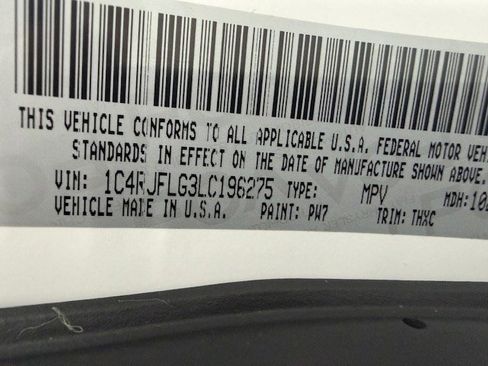 THIS VEHICLE CONFORMS TO ALL APPLICABLE U.S.A. FEDERAL MOTOR
STANDARDS IN EFFECT ON THE DATE OF MANUFACTURE SHOWN ABOVE.
VIN: 1C4RJFLG3LC196275 TYPE: MPV MDH:
VEHICLE MADE IN U.S.A. PAINT: PW7 TRIM: THXC